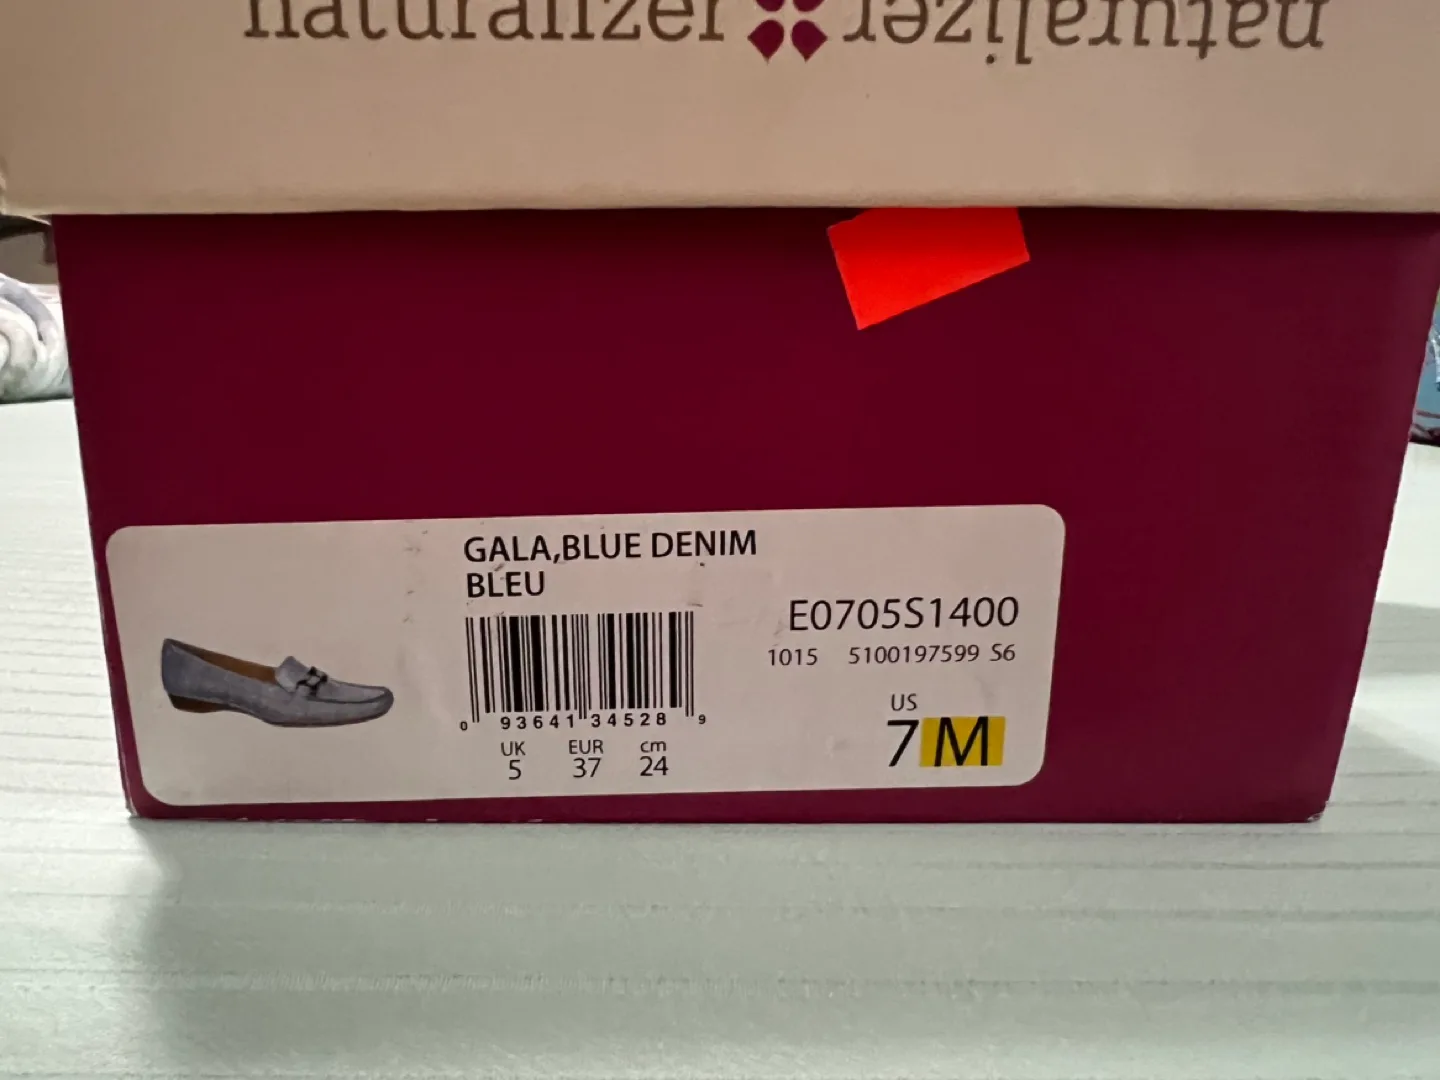 naturalizer naturalizer
GALA,BLUE DENIM
BLEU
E0705S1400
1015 5100197599 S6
0 93641 34528 9
UK EUR cm
5 37 24
US
7 M